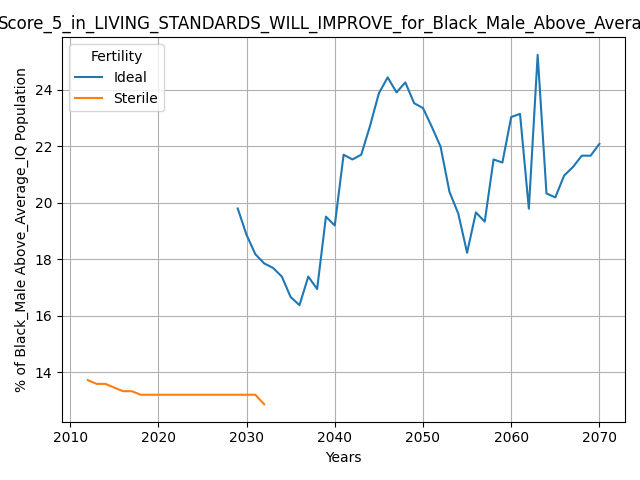 Score_5_in_LIVING_STANDARDS_WILL_IMPROVE_for_Black_Male_Above_Avera
Fertility
Ideal
Sterile
% of Black_Male Above_Average_IQ Population
24
22
20
18
16
14
2010 2020 2030 2040 2050 2060 2070
Years